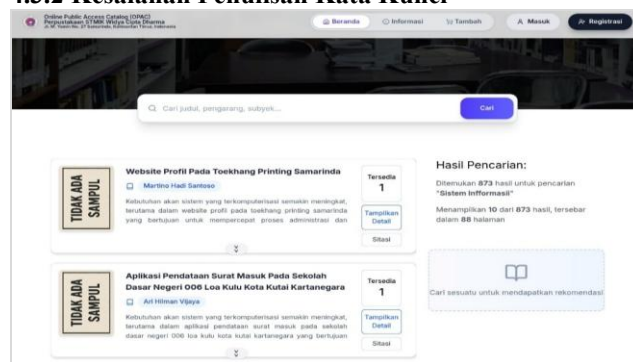 4.3.2 Kesalahan Penulisan Kata Kunci
Online Public Access Catalog (OPAC)
Perpustakaan STMIK Widya Cipta Dharma
Beranda
Informasi
Tambah
Masuk
Registrasi
Cari judul, pengarang, subyek...
Cari
TIDAK ADA
SAMPUL
Website Profil Pada Toekhang Printing Samarinda
Martino Hadi Santoso
Kebutuhan akan sistem yang terkomputerisasi semakin meningkat,
terutama dalam website profil pada toekhang printing samarinda
yang bertujuan untuk mempercepat proses administrasi dan
Tersedia
1
Tampilkan
Detail
Sitasi
Hasil Pencarian:
Ditemukan 873 hasil untuk pencarian
"Sistem Infformasil"
Menampilkan 10 dari 873 hasil, tersebar
dalam 88 halaman
TIDAK ADA
SAMPUL
Aplikasi Pendataan Surat Masuk Pada Sekolah
Dasar Negeri 006 Loa Kulu Kota Kutai Kartanegara
Ari Hilman Vijaya
Kebutuhan akan sistem yang terkomputerisasi semakin meningkat,
terutama dalam aplikasi pendataan surat masuk pada sekolah
dasar negeri 006 loa kulu kota kutai kartanegara yang bertujuan
Tersedia
1
Tampilkan
Detail
Sitasi
Cari sesuatu untuk mendapatkan rekomendasi